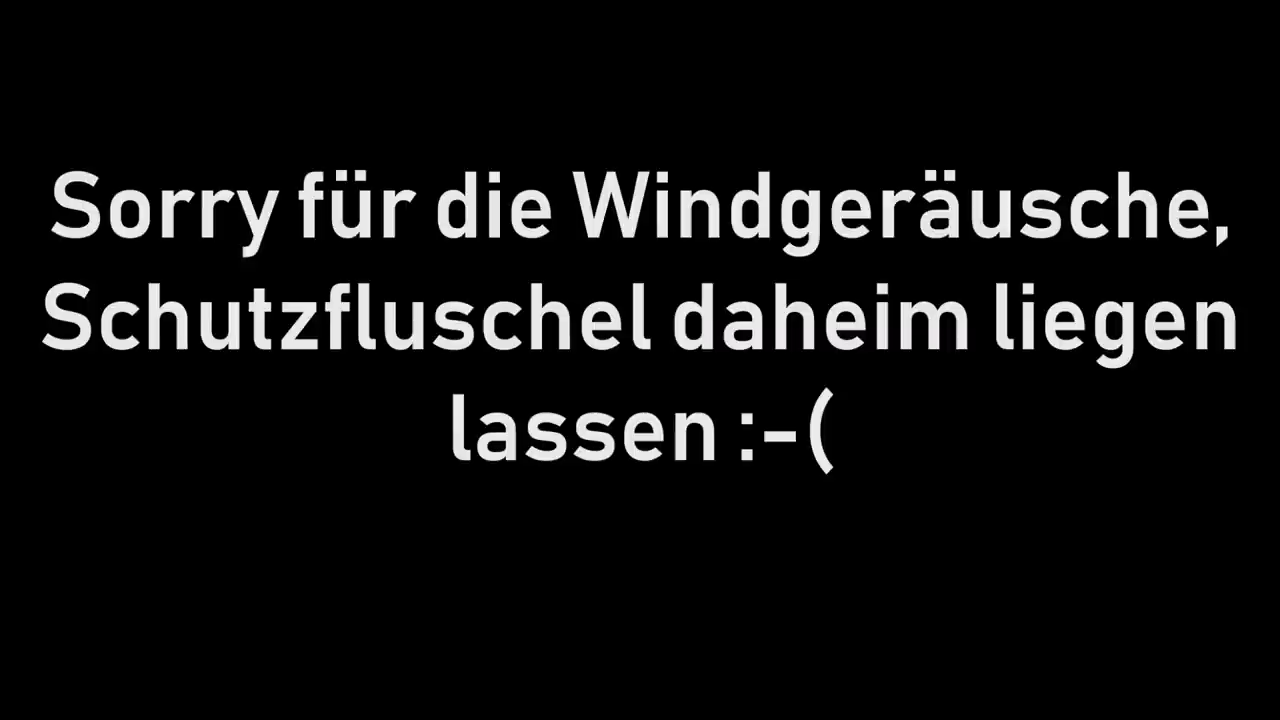 Sorry für die Windgeräusche,
Schutzfluschel daheim liegen
lassen :-(